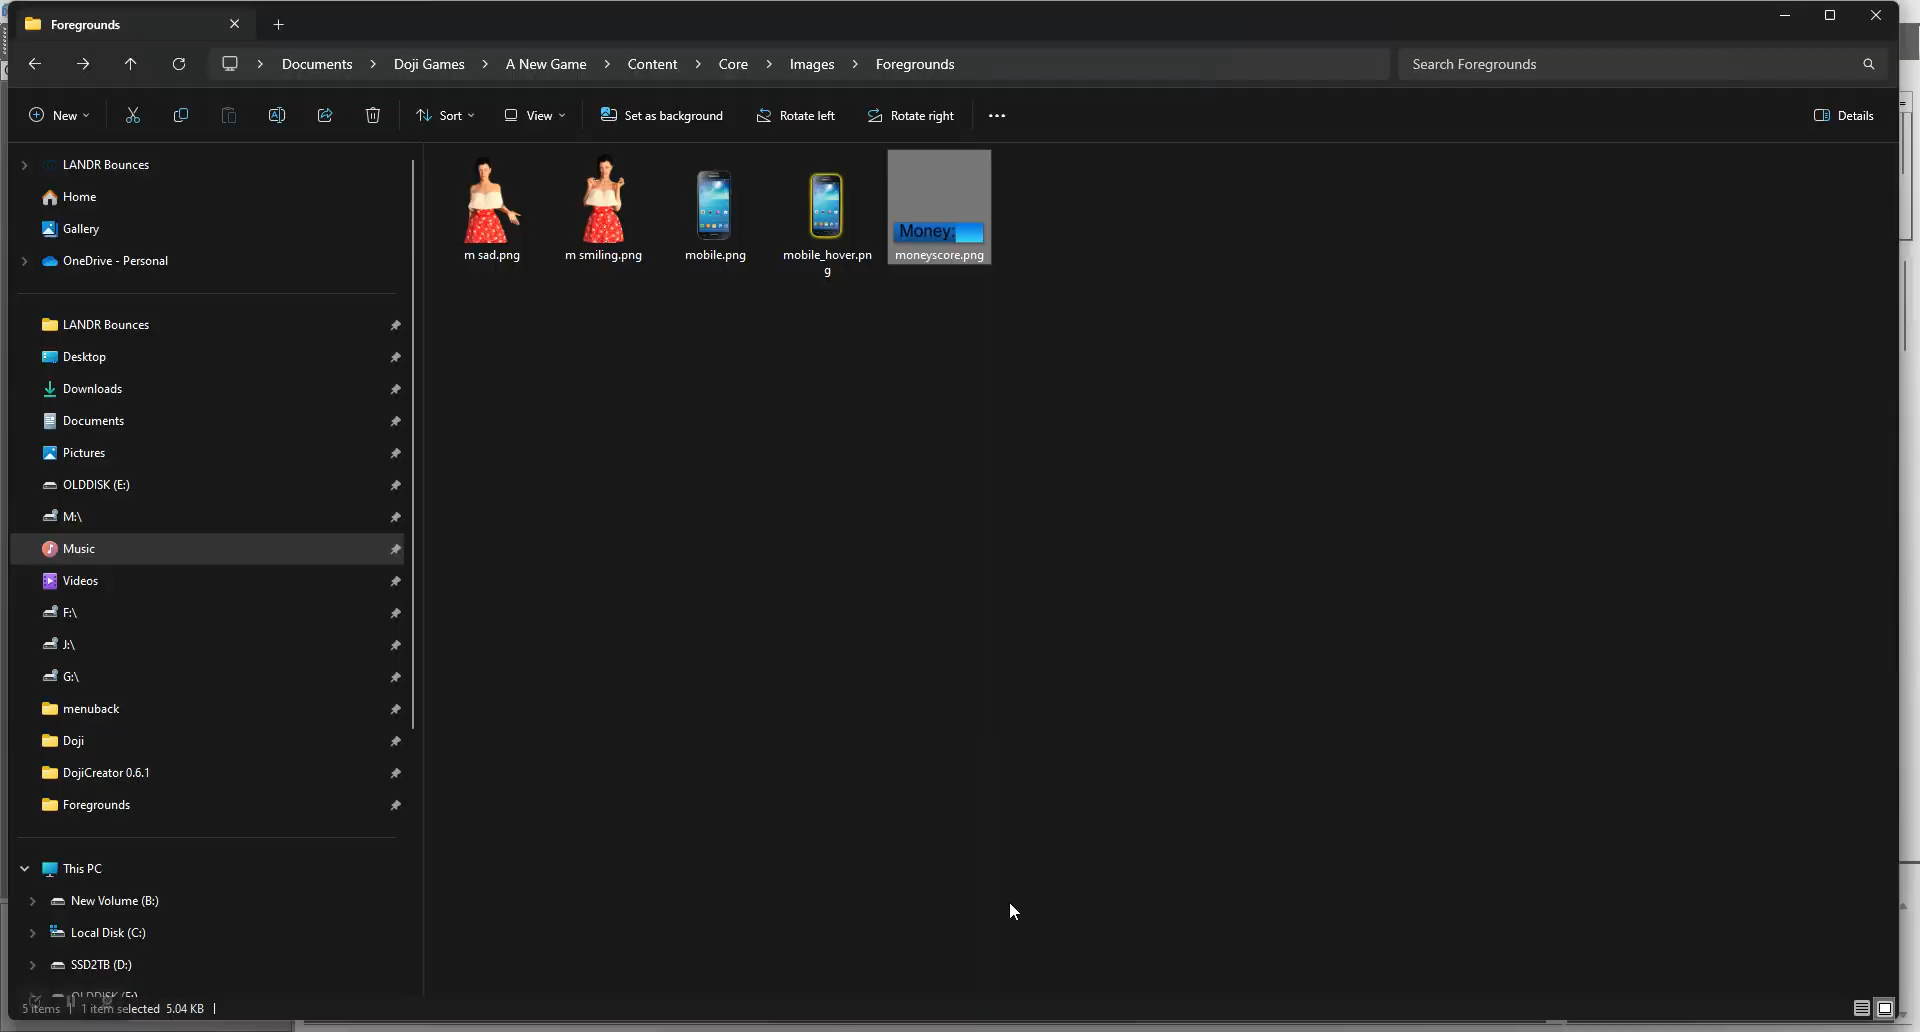 Foregrounds
Documents > Doji Games > A New Game > Content > Core > Images > Foregrounds
Search Foregrounds
New
Sort
View
Set as background
Rotate left
Rotate right
Details
LANDR Bounces
Home
Gallery
OneDrive - Personal
LANDR Bounces
Desktop
Downloads
Documents
Pictures
OLDDISK (E:)
M:\
Music
Videos
F:\
J:\
G:\
menuback
Doji
DojiCreator 0.6.1
Foregrounds
This PC
New Volume (B:)
Local Disk (C:)
SSD2TB (D:)
OLDDISK (E:)
m sad.png
m smiling.png
mobile.png
mobile_hover.pn
g
Money:
moneyscore.png
5 items
1 item selected 5.04 KB